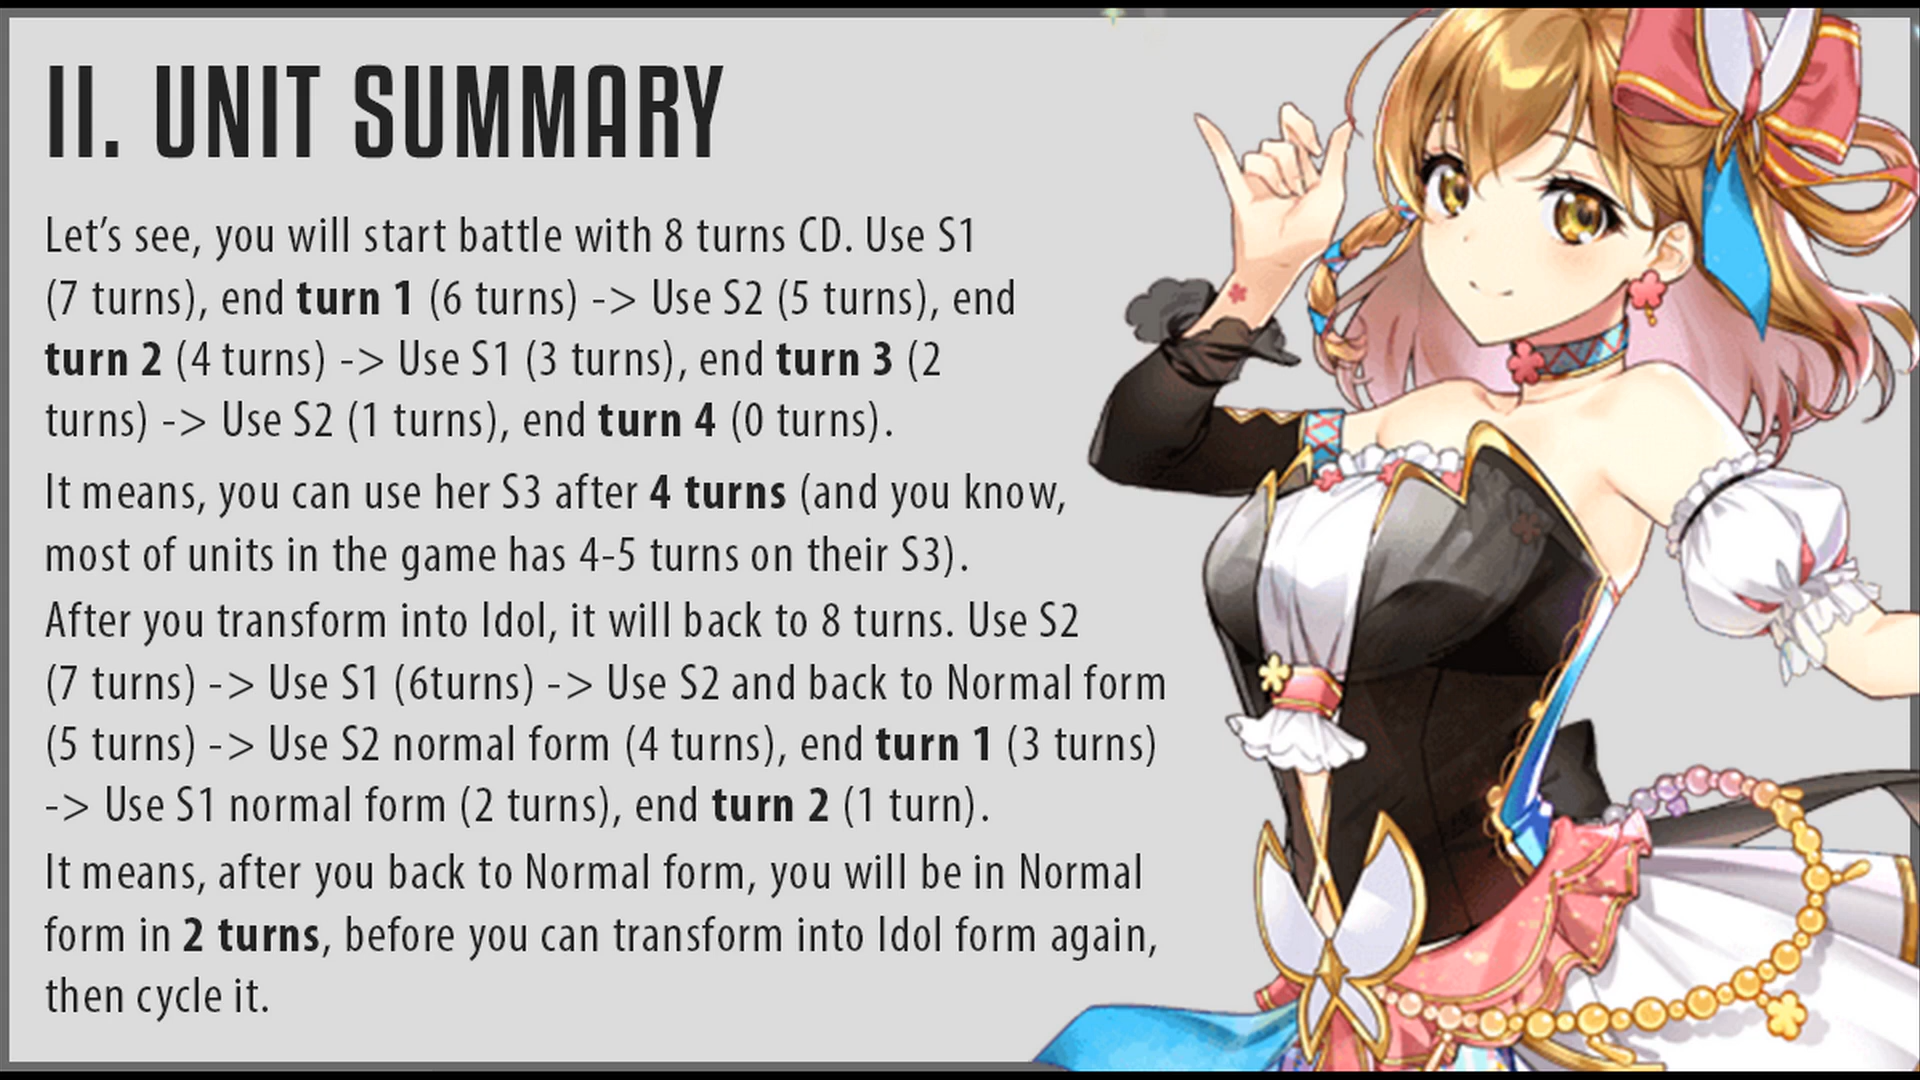 II. UNIT SUMMARY
Let’s see, you will start battle with 8 turns CD. Use S1
(7 turns), end turn 1 (6 turns) -> Use S2 (5 turns), end
turn 2 (4 turns) -> Use S1 (3 turns), end turn 3 (2
turns) -> Use S2 (1 turns), end turn 4 (0 turns).
It means, you can use her S3 after 4 turns (and you know,
most of units in the game has 4-5 turns on their S3).
After you transform into Idol, it will back to 8 turns. Use S2
(7 turns) -> Use S1 (6turns) -> Use S2 and back to Normal form
(5 turns) -> Use S2 normal form (4 turns), end turn 1 (3 turns)
-> Use S1 normal form (2 turns), end turn 2 (1 turn).
It means, after you back to Normal form, you will be in Normal
form in 2 turns, before you can transform into Idol form again,
then cycle it.